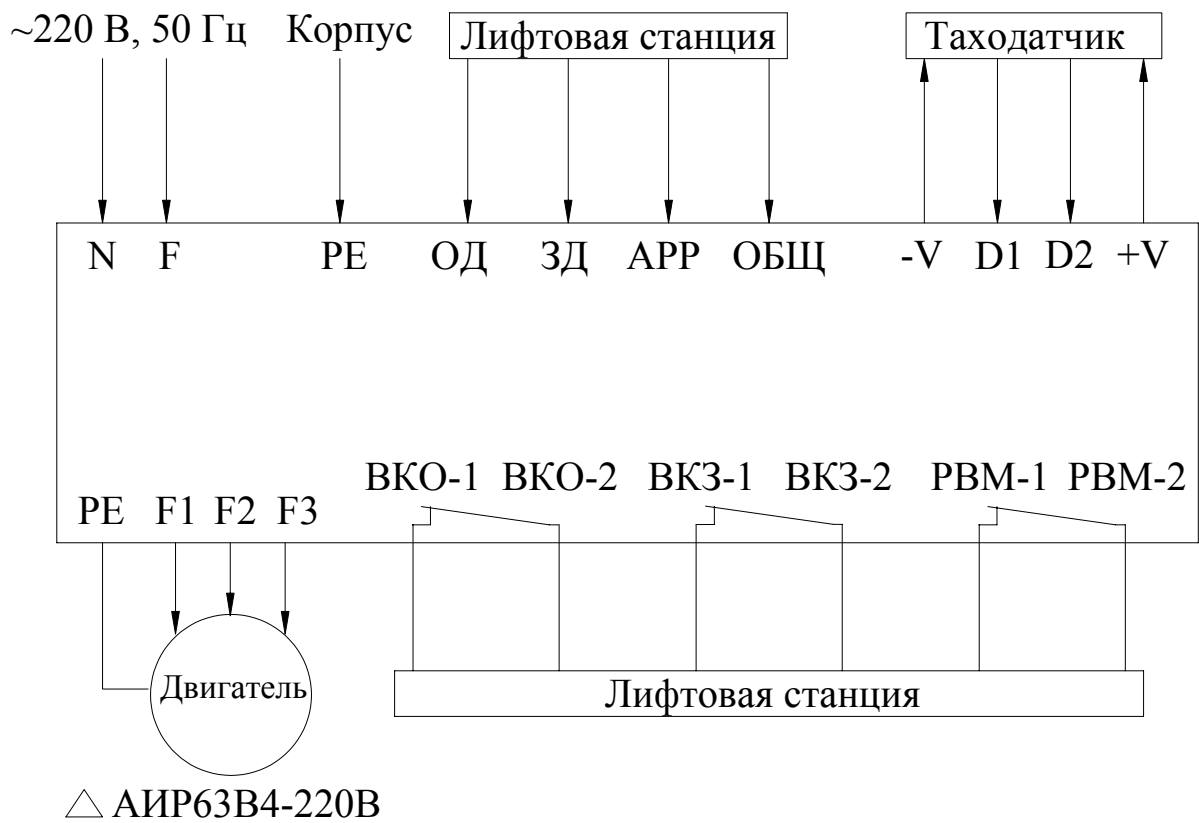 ~220 В, 50 Гц Корпус Лифтовая станция Таходатчик
N F PE ОД ЗД АРР ОБЩ -V D1 D2 +V
ВКО-1 ВКО-2 ВКЗ-1 ВКЗ-2 РВМ-1 РВМ-2
PE F1 F2 F3
Двигатель Лифтовая станция
△ АИР63В4-220В